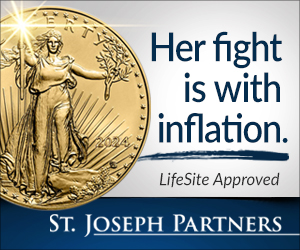 LIBERTY
2024
Her fight
is with
inflation.
LifeSite Approved
ST. JOSEPH PARTNERS